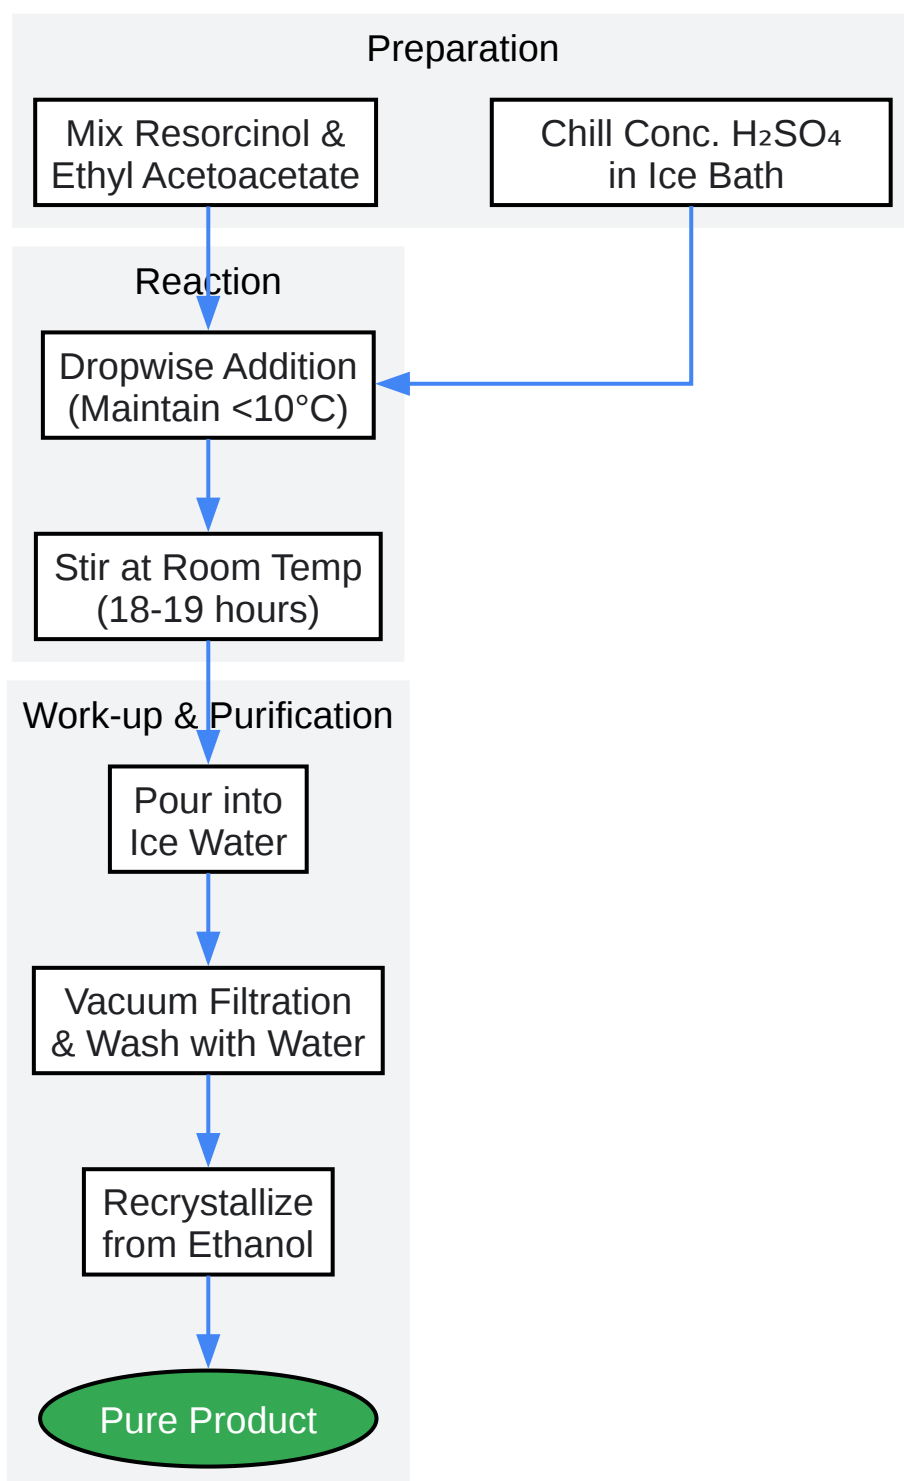 Preparation
Mix Resorcinol &
Ethyl Acetoacetate
Chill Conc. H₂SO₄
in Ice Bath
Reaction
Dropwise Addition
(Maintain <10°C)
Stir at Room Temp
(18-19 hours)
Work-up & Purification
Pour into
Ice Water
Vacuum Filtration
& Wash with Water
Recrystallize
from Ethanol
Pure Product